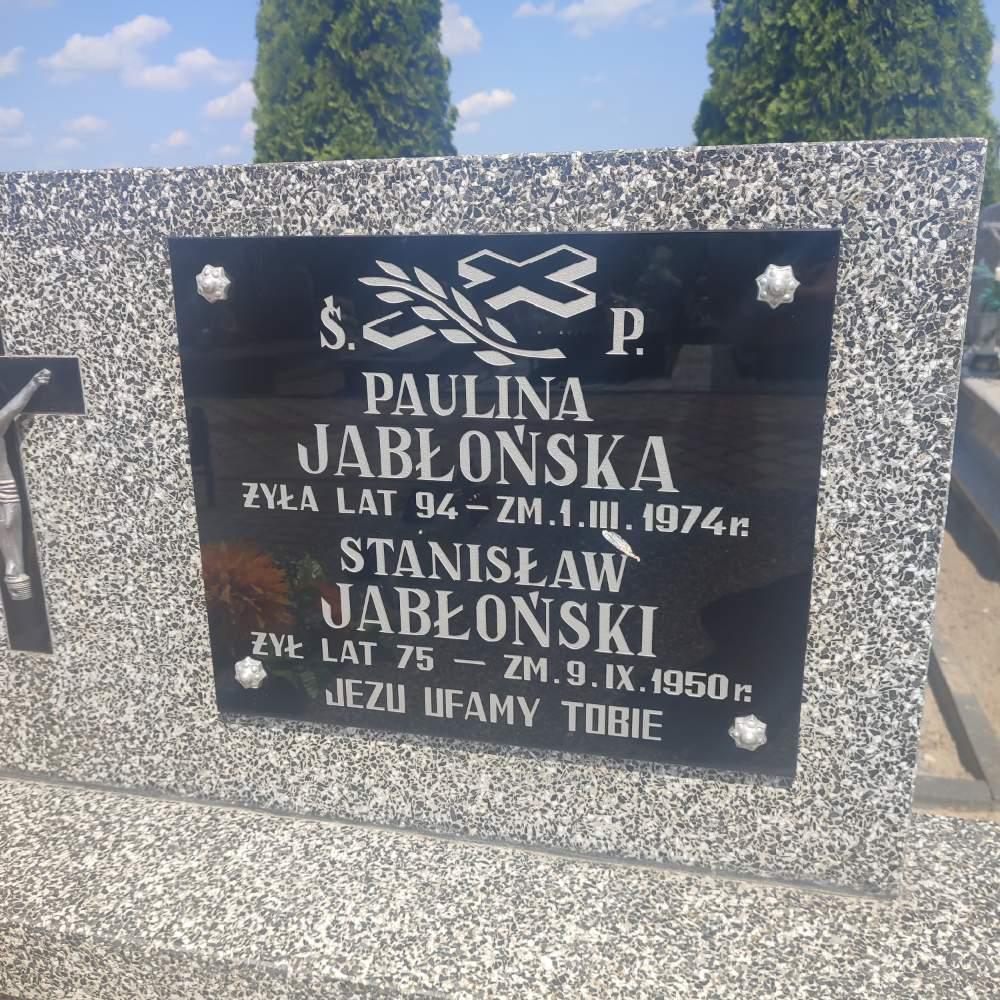 Ś. P.
PAULINA
JABŁOŃSKA
ŻYŁA LAT 94 – ZM. 1. III. 1974 r.
STANISŁAW
JABŁOŃSKI
ŻYŁ LAT 75 – ZM. 9. IX. 1950 r.
JEZU UFAMY TOBIE